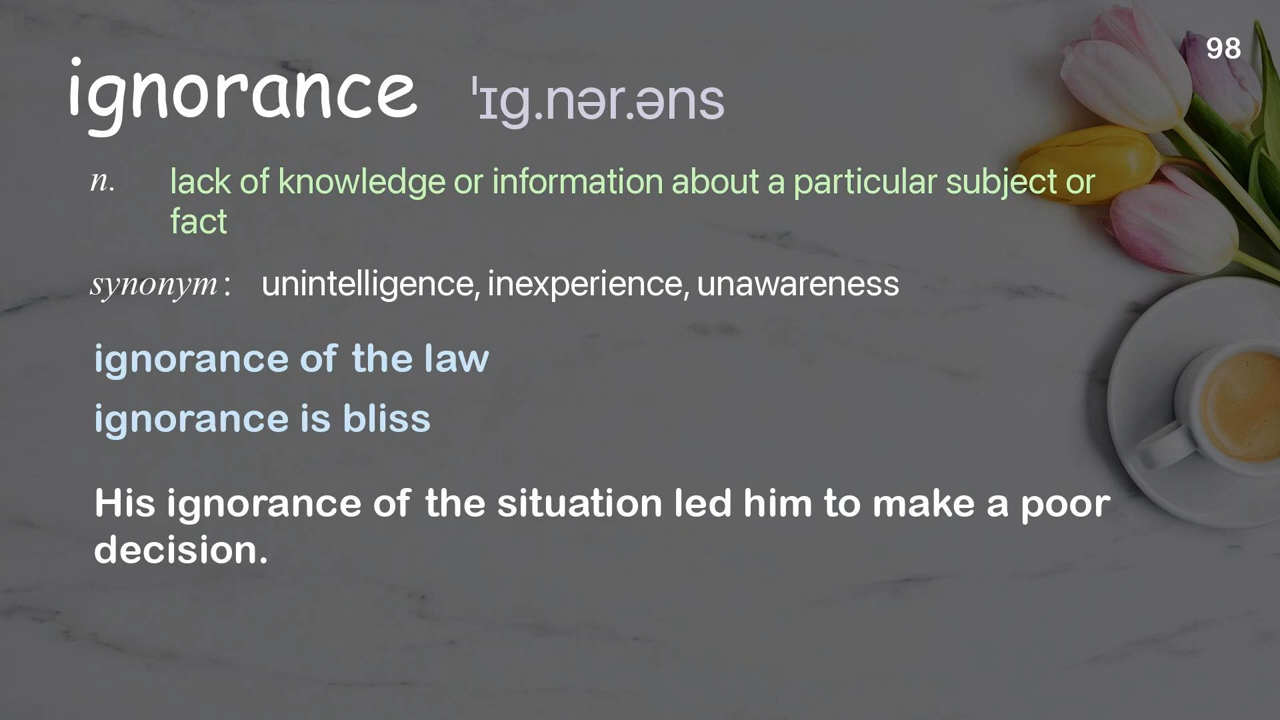 98
ignorance ˈɪg.nər.əns
n. lack of knowledge or information about a particular subject or
fact
synonym: unintelligence, inexperience, unawareness
ignorance of the law
ignorance is bliss
His ignorance of the situation led him to make a poor
decision.